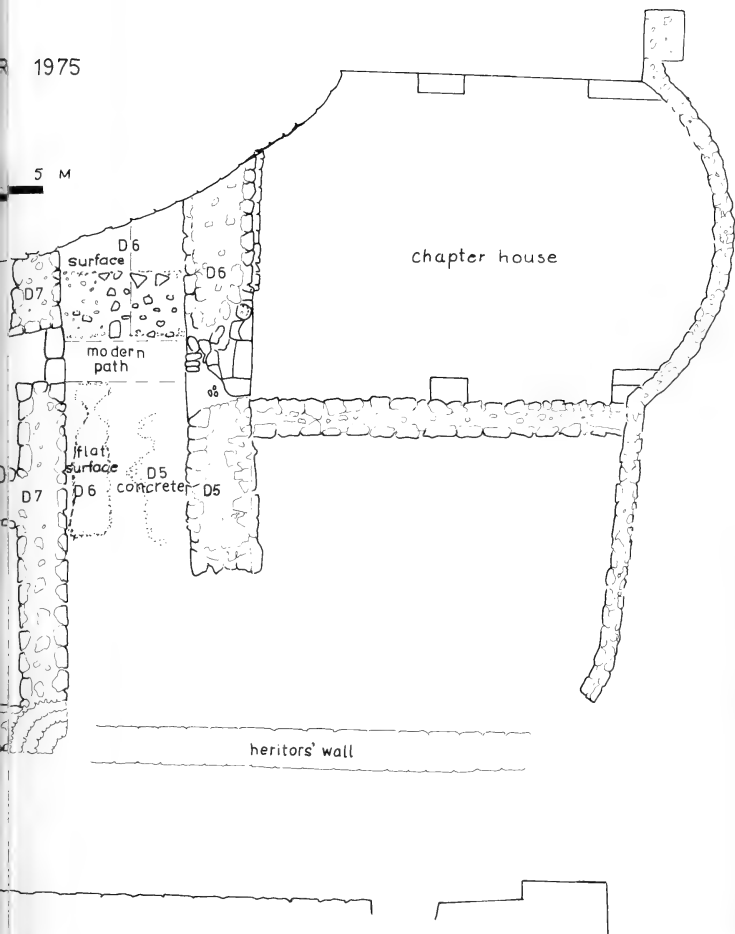 R 1975
5 M
D6
surface
D6
D7
chapter house
modern
path
flat
surface
D6
D5
concrete
D5
D7
heritors' wall